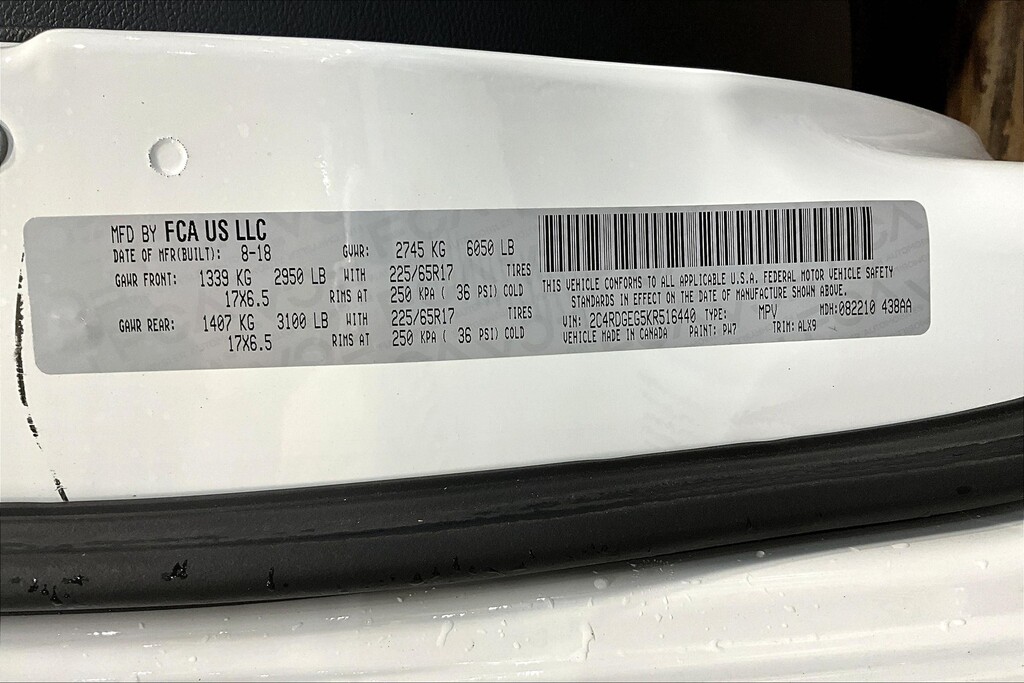 MFD BY FCA US LLC
DATE OF MFR(BUILT): 8-18 GVWR: 2745 KG 6050 LB
GAWR FRONT: 1339 KG 2950 LB WITH 225/65R17 TIRES
17X6.5 RIMS AT 250 KPA ( 36 PSI) COLD
GAWR REAR: 1407 KG 3100 LB WITH 225/65R17 TIRES
17X6.5 RIMS AT 250 KPA ( 36 PSI) COLD
THIS VEHICLE CONFORMS TO ALL APPLICABLE U.S.A. FEDERAL MOTOR VEHICLE SAFETY
STANDARDS IN EFFECT ON THE DATE OF MANUFACTURE SHOWN ABOVE.
VIN: 2C4RDGEG5KR516440 TYPE: MPV MDH:082210 438AA
VEHICLE MADE IN CANADA PAINT: PW7 TRIM: ALX9